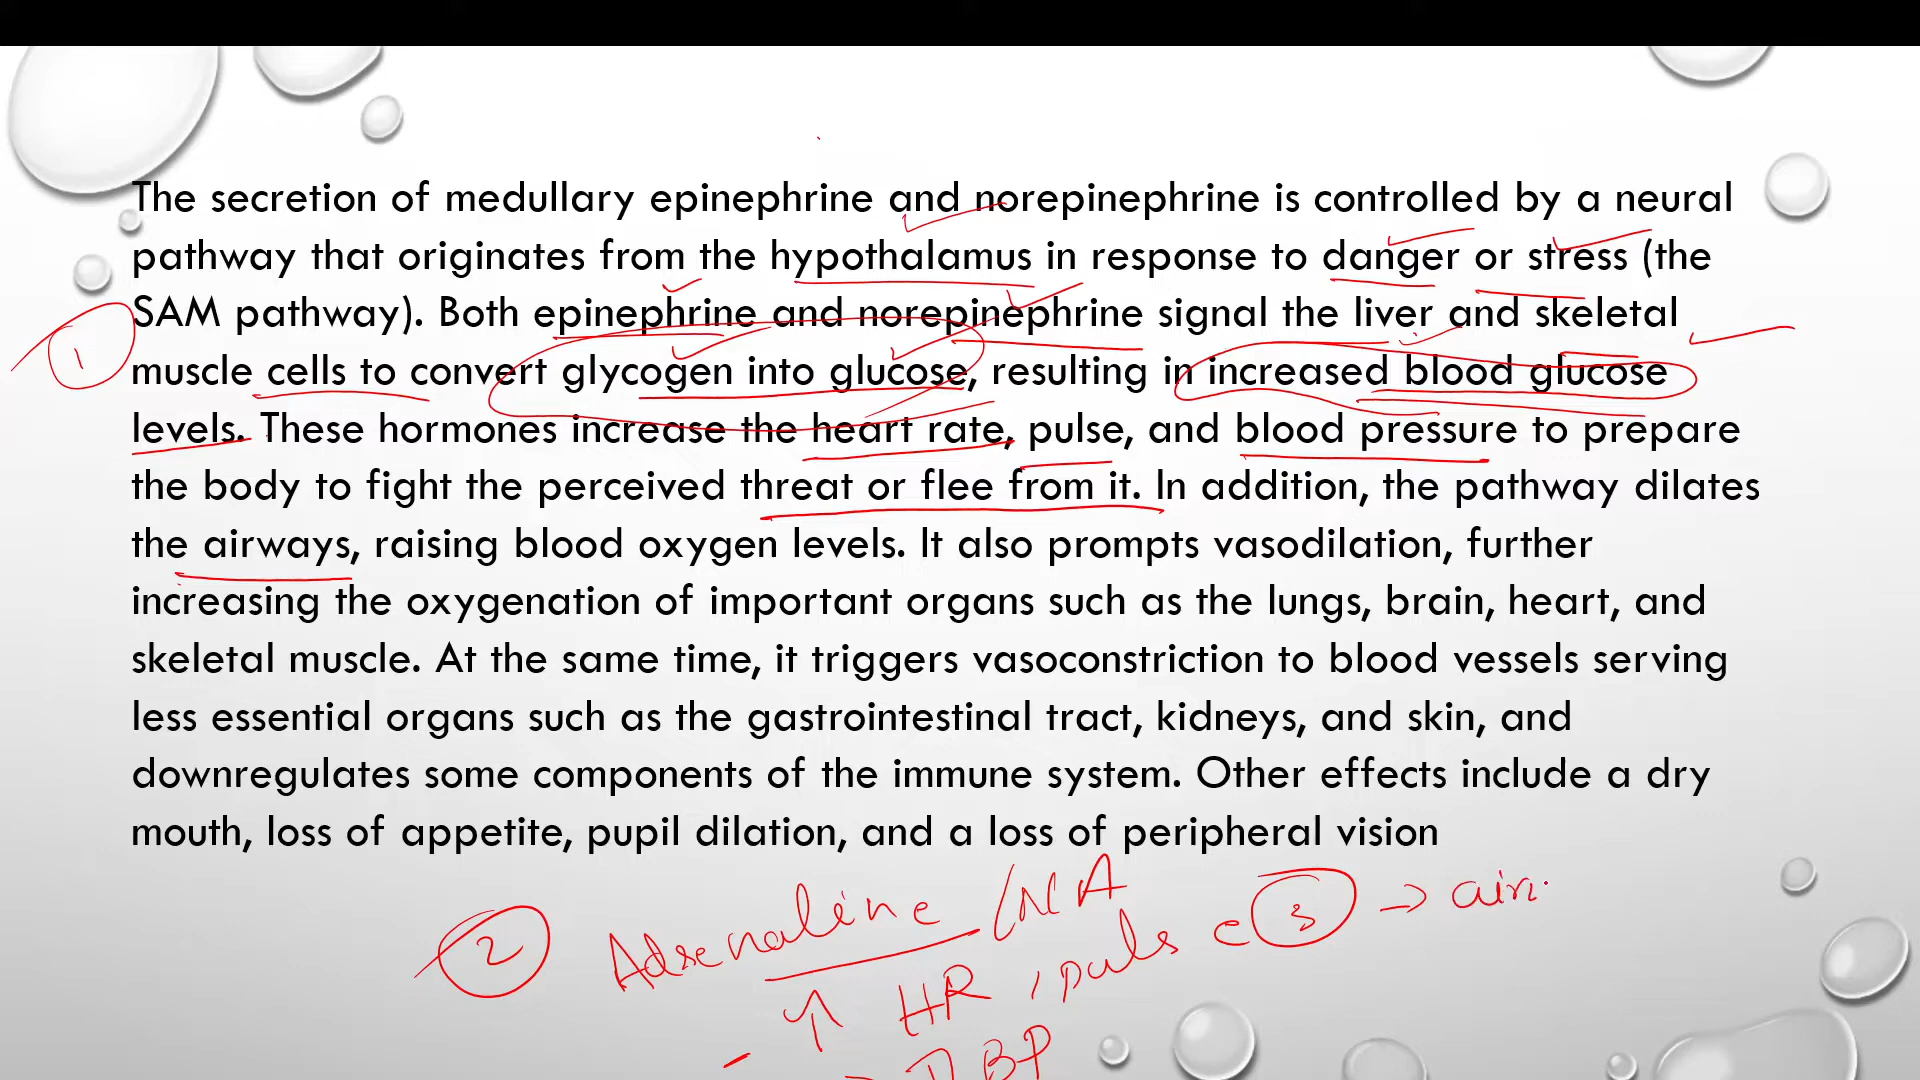 The secretion of medullary epinephrine and norepinephrine is controlled by a neural
pathway that originates from the hypothalamus in response to danger or stress (the
SAM pathway). Both epinephrine and norepinephrine signal the liver and skeletal
muscle cells to convert glycogen into glucose, resulting in increased blood glucose
levels. These hormones increase the heart rate, pulse, and blood pressure to prepare
the body to fight the perceived threat or flee from it. In addition, the pathway dilates
the airways, raising blood oxygen levels. It also prompts vasodilation, further
increasing the oxygenation of important organs such as the lungs, brain, heart, and
skeletal muscle. At the same time, it triggers vasoconstriction to blood vessels serving
less essential organs such as the gastrointestinal tract, kidneys, and skin, and
downregulates some components of the immune system. Other effects include a dry
mouth, loss of appetite, pupil dilation, and a loss of peripheral vision
1
2 Adrenaline / NA
↑ HR, pulse
BP
3 → air